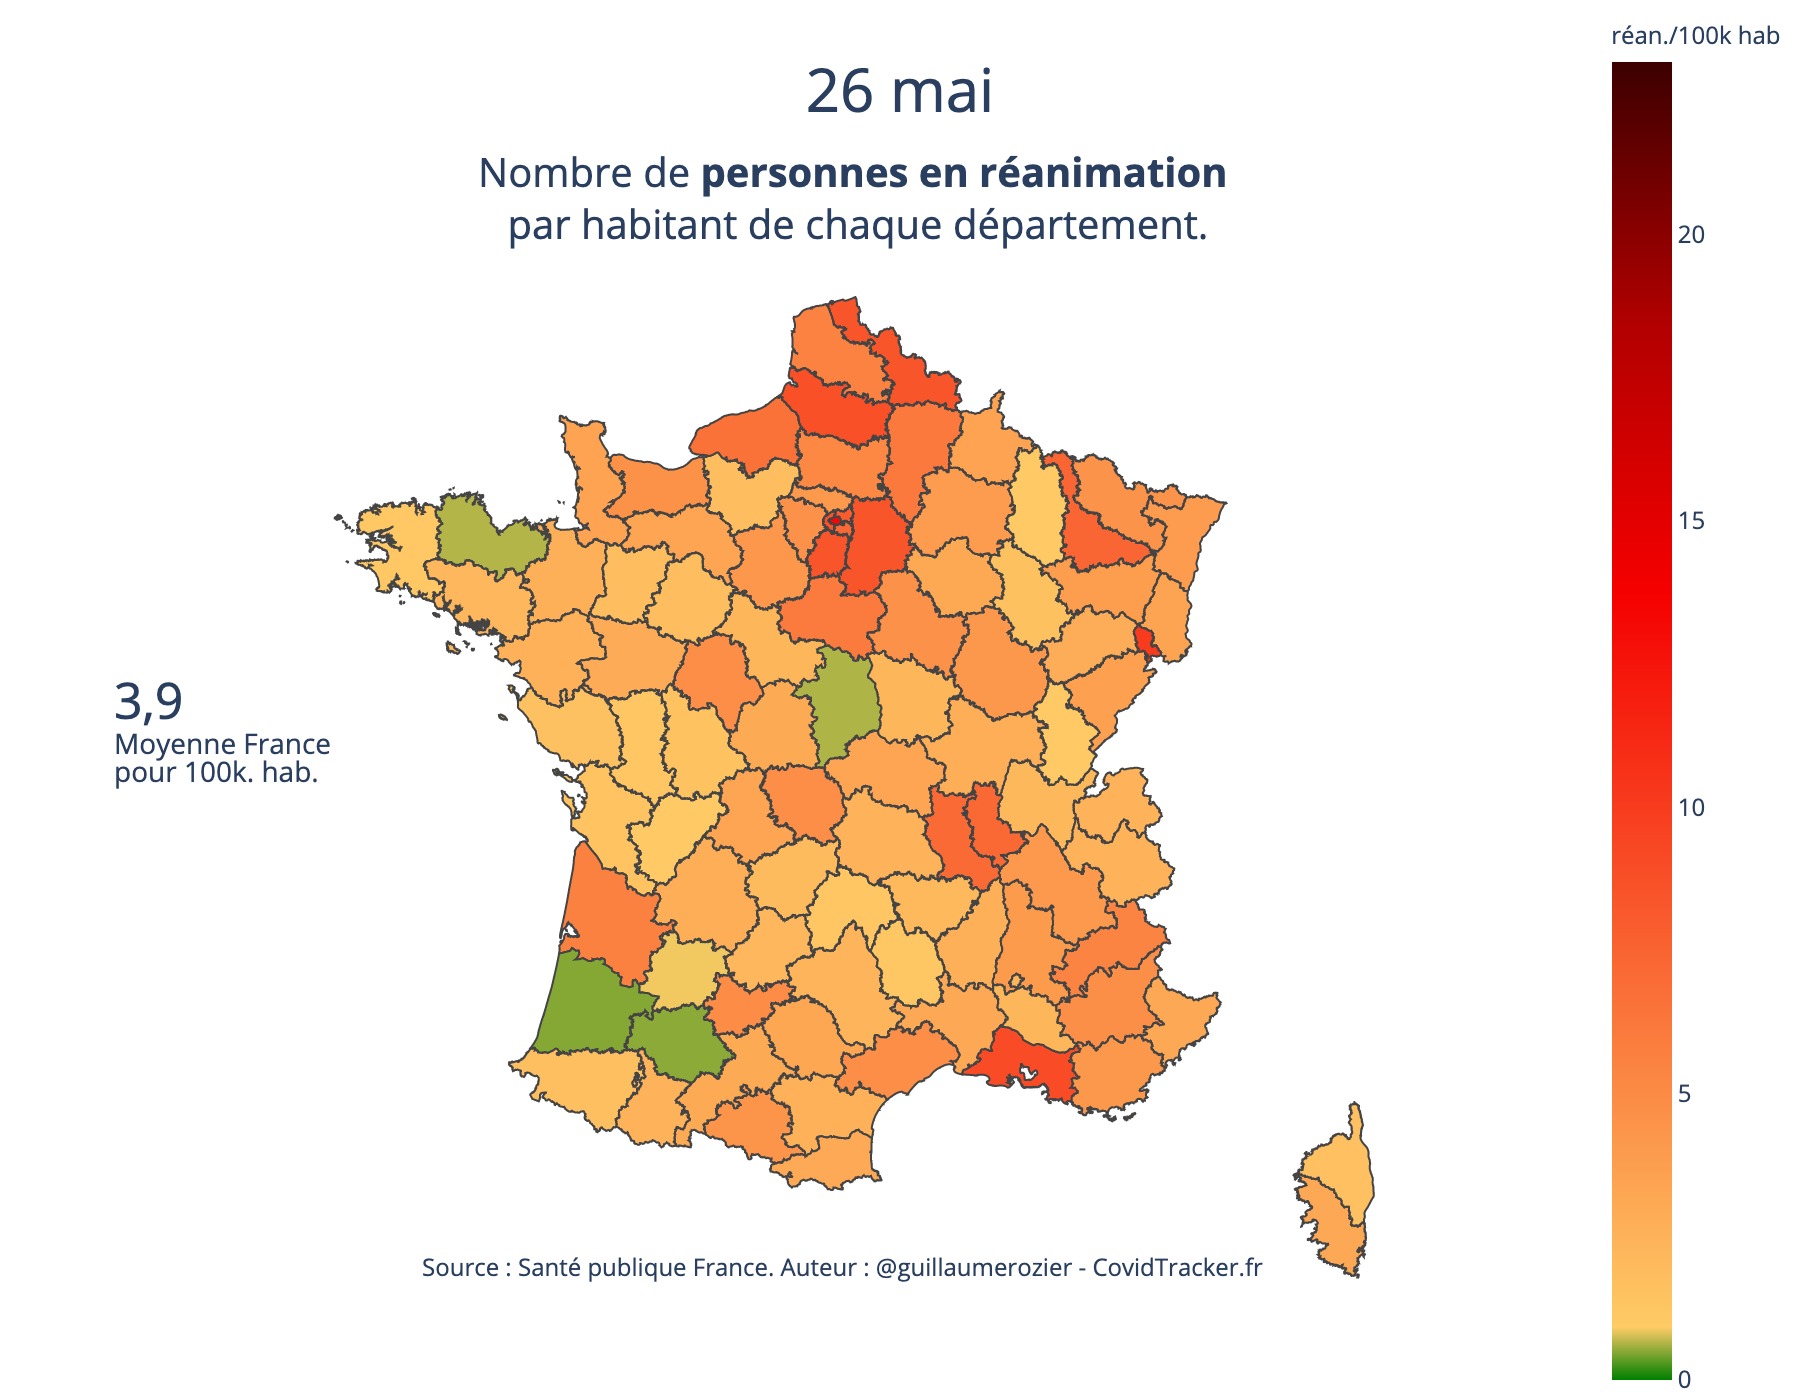 réan./100k hab
26 mai
Nombre de personnes en réanimation
par habitant de chaque département.
20
15
3,9
Moyenne France
pour 100k. hab.
10
5
Source : Santé publique France. Auteur : @guillaumerozier - CovidTracker.fr
0